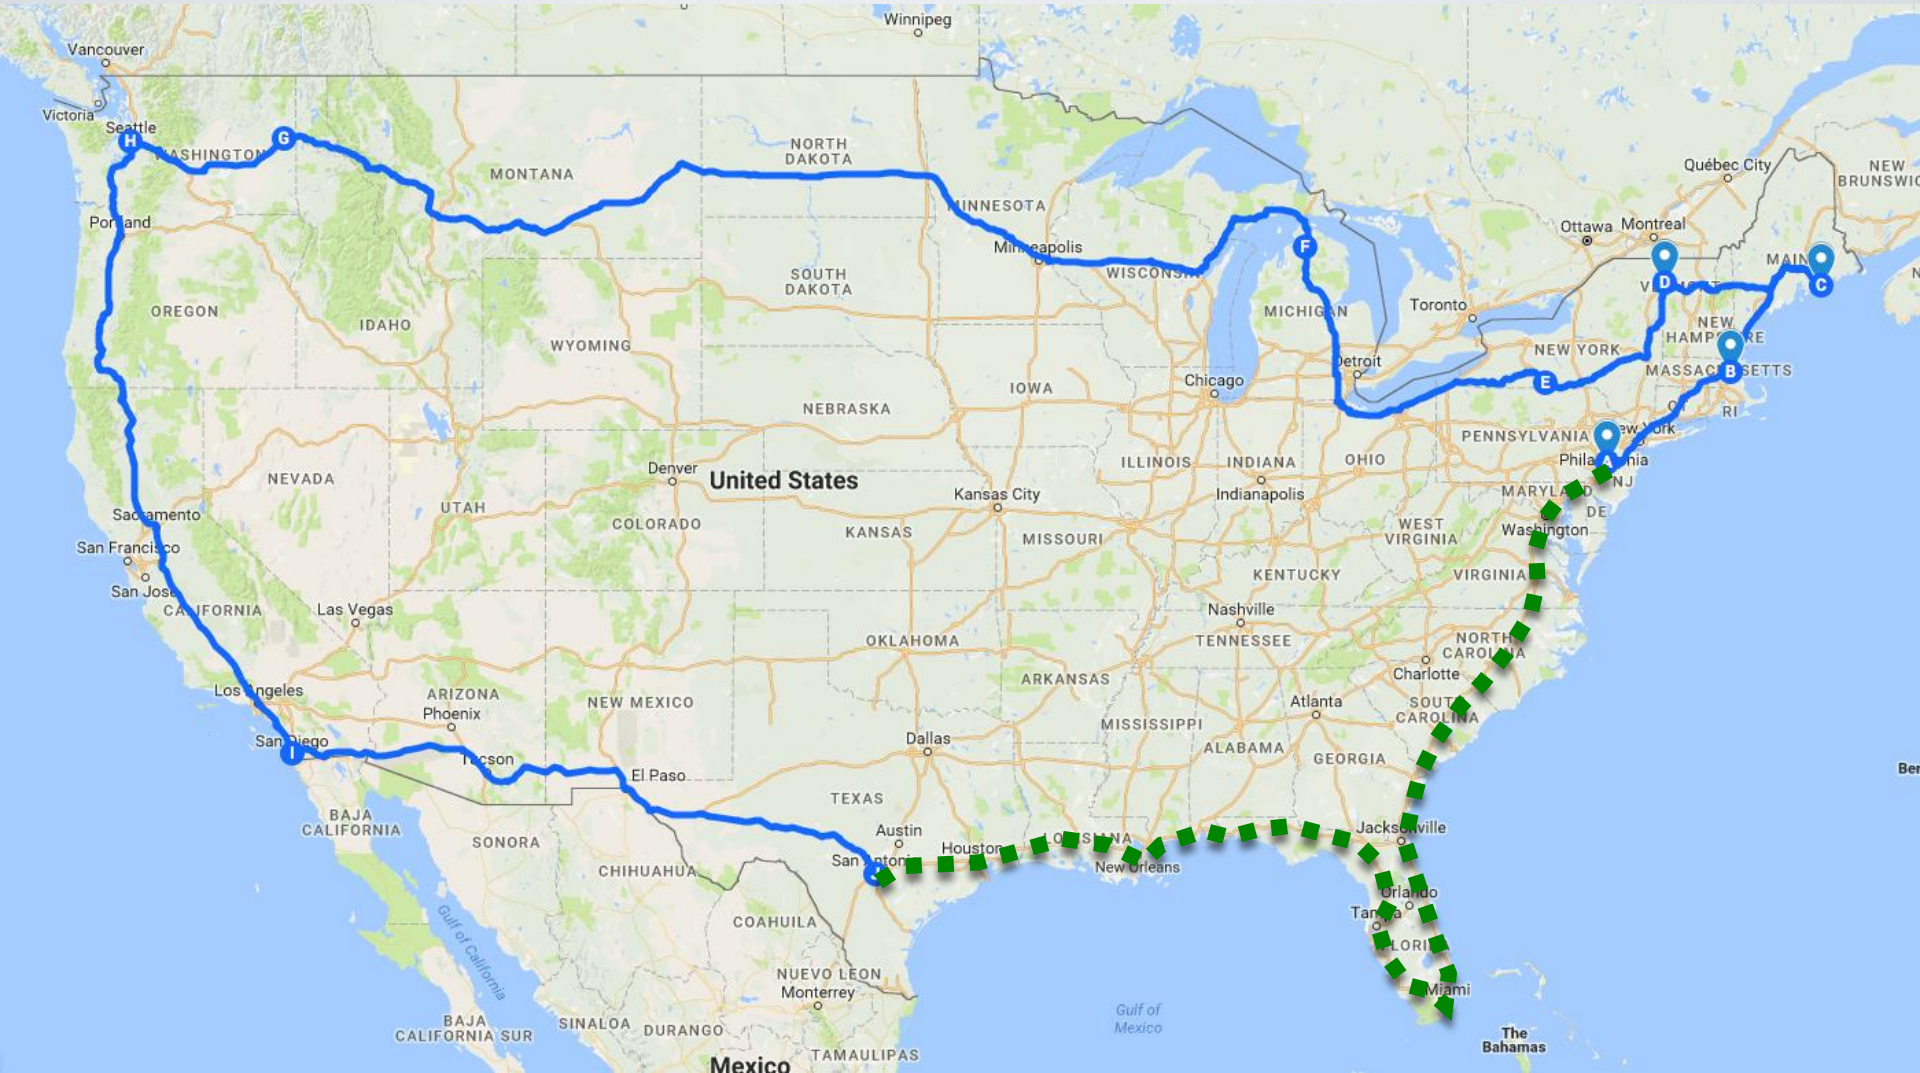 Winnipeg
Vancouver
Victoria
Seattle
H
WASHINGTON
G
MONTANA
NORTH
DAKOTA
MINNESOTA
Québec City
NEW
BRUNSWIC
Ottawa
Montreal
MAIN
C
Portland
Minneapolis
WISCONSIN
F
D
VERMONT
SOUTH
DAKOTA
OREGON
IDAHO
WYOMING
MICHIGAN
Toronto
NEW
HAMPSHIRE
NEW YORK
Detroit
E
B
MASSACHUSETTS
Chicago
IOWA
NEBRASKA
CT
RI
New York
PENNSYLVANIA
A
Philadelphia
NJ
ILLINOIS
INDIANA
OHIO
Denver
United States
NEVADA
UTAH
COLORADO
Kansas City
Indianapolis
MARYLAND
DE
Sacramento
San Francisco
San Jose
CALIFORNIA
KANSAS
MISSOURI
WEST
VIRGINIA
Washington
KENTUCKY
VIRGINIA
Las Vegas
Nashville
OKLAHOMA
TENNESSEE
NORTH
CAROLINA
Los Angeles
ARIZONA
Phoenix
NEW MEXICO
ARKANSAS
Charlotte
Atlanta
SOUTH
CAROLINA
San Diego
I
Tucson
El Paso
Dallas
MISSISSIPPI
ALABAMA
GEORGIA
Ber
BAJA
CALIFORNIA
SONORA
CHIHUAHUA
TEXAS
Austin
San Antonio
J
Houston
LOUISIANA
New Orleans
Jacksonville
Orlando
Tampa
FLORIDA
Miami
Gulf of California
COAHUILA
NUEVO LEON
Monterrey
BAJA
CALIFORNIA SUR
SINALOA
DURANGO
TAMAULIPAS
Mexico
Gulf of
Mexico
The
Bahamas